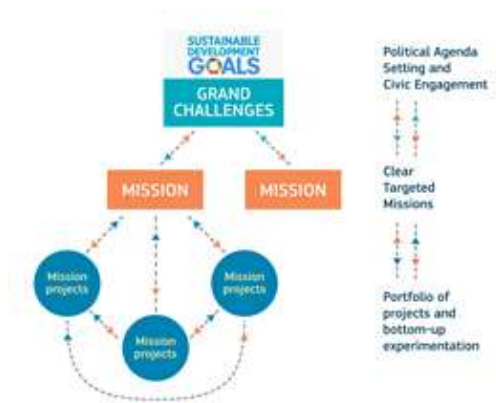 SUSTAINABLE
DEVELOPMENT
GOALS
GRAND
CHALLENGES
MISSION
MISSION
Mission
projects
Mission
projects
Mission
projects
Political Agenda
Setting and
Civic Engagement
Clear
Targeted
Missions
Portfolio of
projects and
bottom-up
experimentation